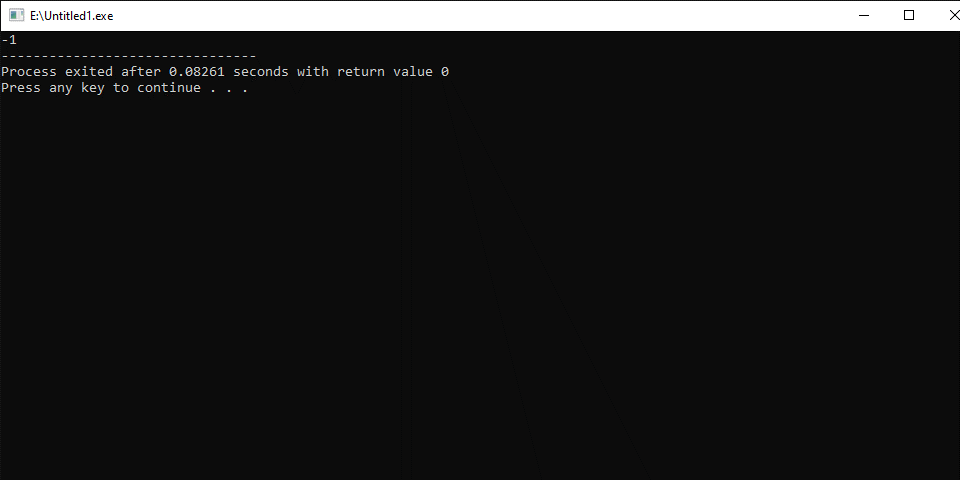 E:\Untitled1.exe
-1
--------------------------------
Process exited after 0.08261 seconds with return value 0
Press any key to continue . . .